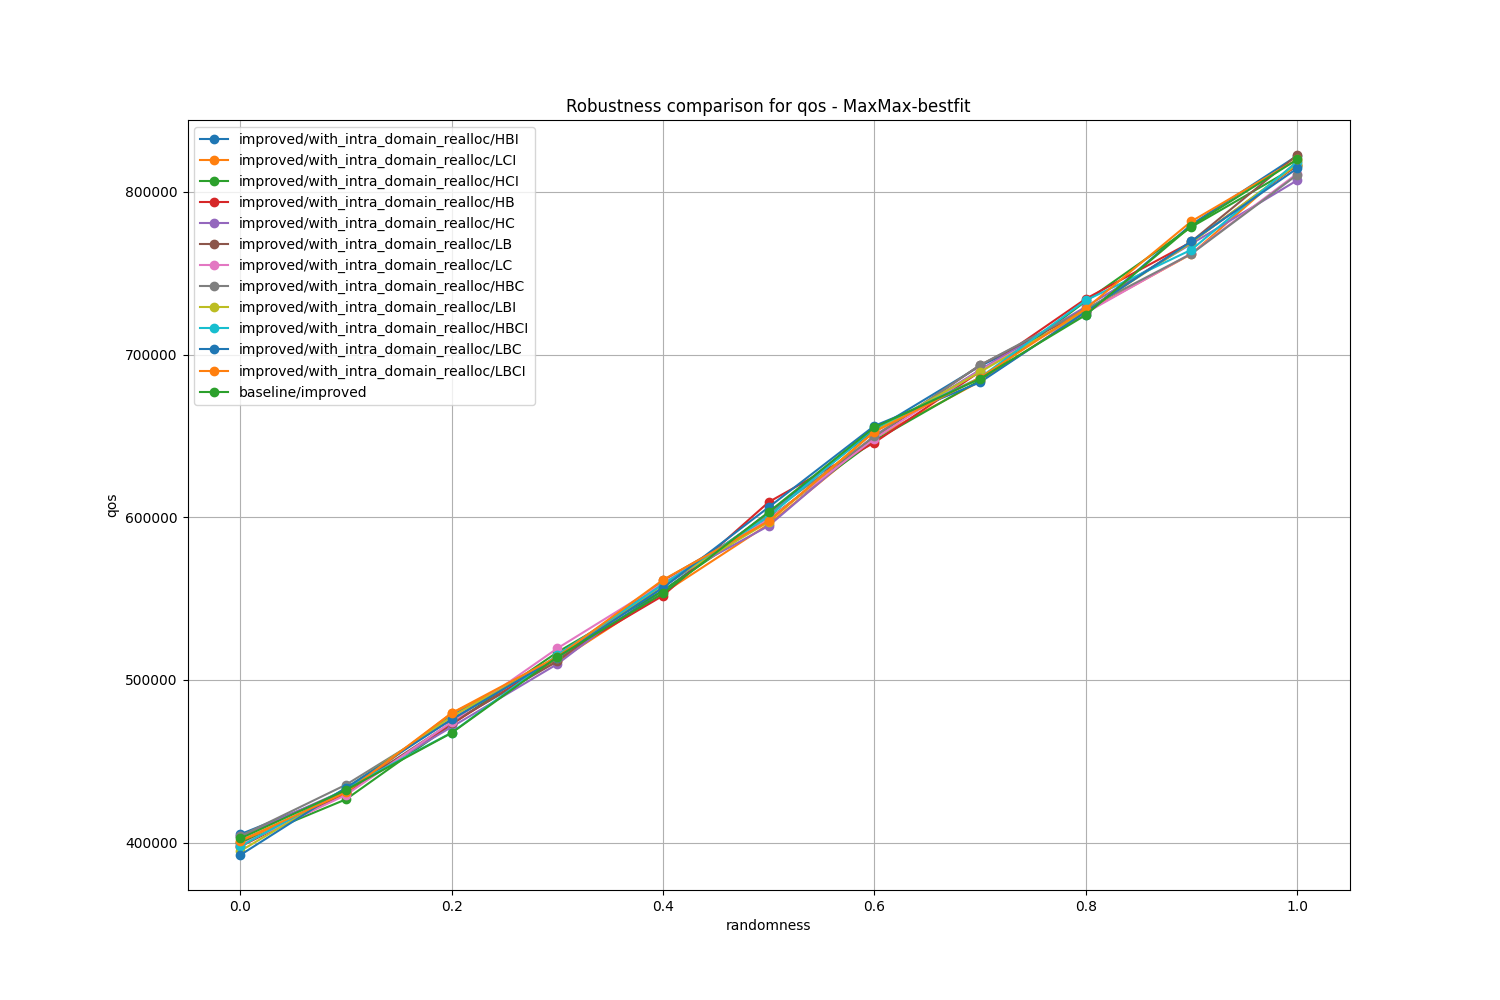 Robustness comparison for qos - MaxMax-bestfit
improved/with_intra_domain_realloc/HBI
improved/with_intra_domain_realloc/LCI
improved/with_intra_domain_realloc/HCI
improved/with_intra_domain_realloc/HB
improved/with_intra_domain_realloc/HC
improved/with_intra_domain_realloc/LB
improved/with_intra_domain_realloc/LC
improved/with_intra_domain_realloc/HBC
improved/with_intra_domain_realloc/LBI
improved/with_intra_domain_realloc/HBCI
improved/with_intra_domain_realloc/LBC
improved/with_intra_domain_realloc/LBCI
baseline/improved
800000
700000
600000
500000
400000
qos
0.0 0.2 0.4 0.6 0.8 1.0
randomness